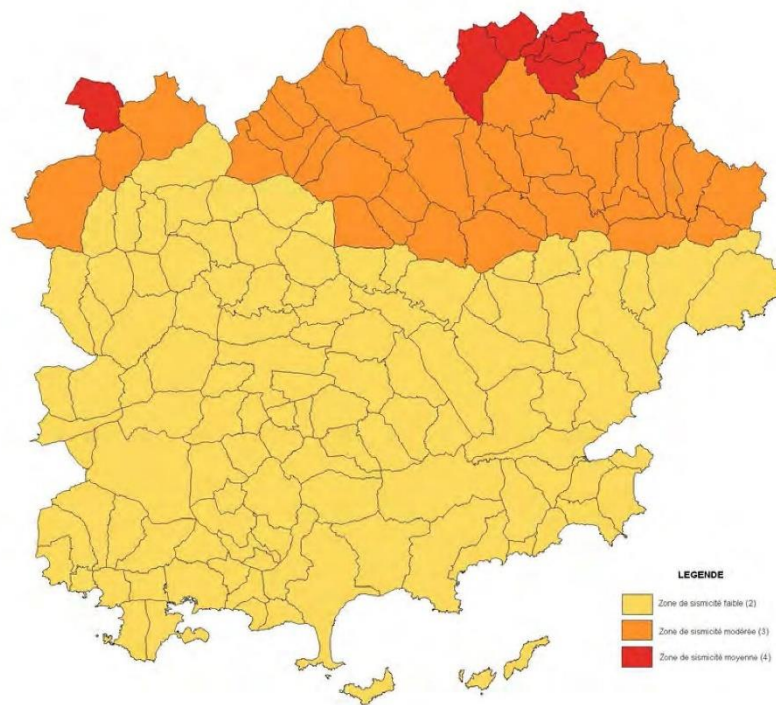 LEGENDE
Zone de sismicité faible (2)
Zone de sismicité modérée (3)
Zone de sismicité moyenne (4)